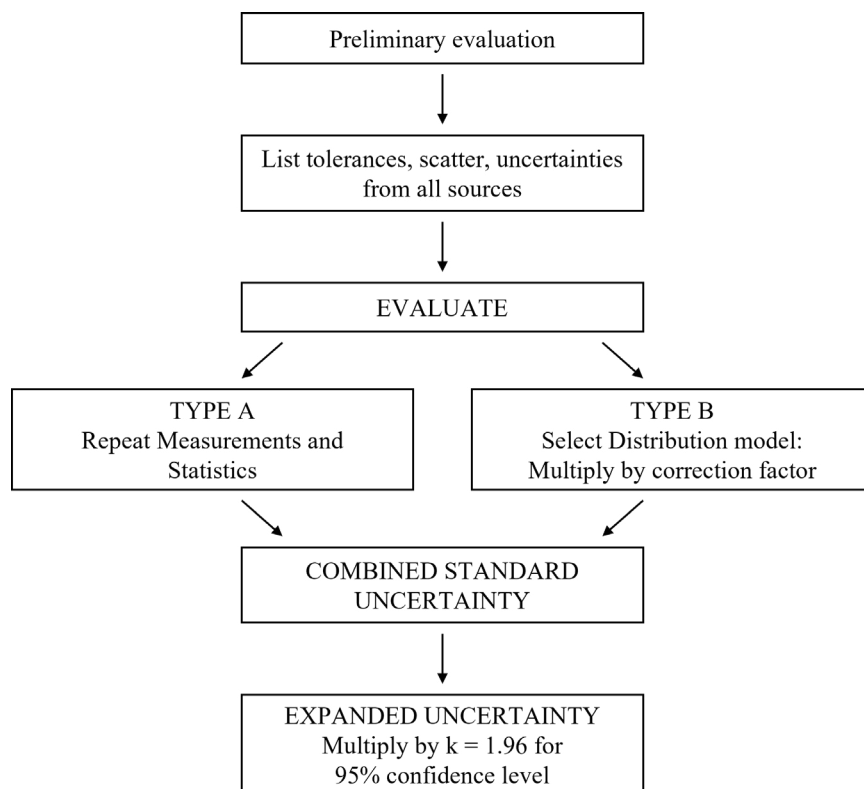 Preliminary evaluation
List tolerances, scatter, uncertainties
from all sources
EVALUATE
TYPE A
Repeat Measurements and
Statistics
TYPE B
Select Distribution model:
Multiply by correction factor
COMBINED STANDARD
UNCERTAINTY
EXPANDED UNCERTAINTY
Multiply by k = 1.96 for
95% confidence level